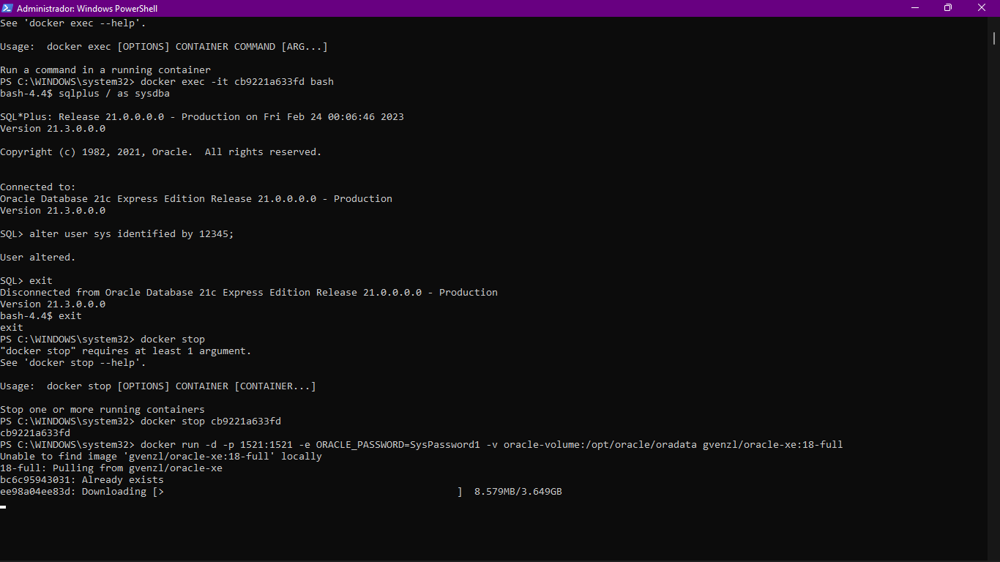 Administrador: Windows PowerShell
See 'docker exec --help'.
Usage:  docker exec [OPTIONS] CONTAINER COMMAND [ARG...]
Run a command in a running container
PS C:\WINDOWS\system32> docker exec -it cb9221a633fd bash
bash-4.4$ sqlplus / as sysdba
SQL*Plus: Release 21.0.0.0.0 - Production on Fri Feb 24 00:06:46 2023
Version 21.3.0.0.0
Copyright (c) 1982, 2021, Oracle.  All rights reserved.
Connected to:
Oracle Database 21c Express Edition Release 21.0.0.0.0 - Production
Version 21.3.0.0.0
SQL> alter user sys identified by 12345;
User altered.
SQL> exit
Disconnected from Oracle Database 21c Express Edition Release 21.0.0.0.0 - Production
Version 21.3.0.0.0
bash-4.4$ exit
exit
PS C:\WINDOWS\system32> docker stop
"docker stop" requires at least 1 argument.
See 'docker stop --help'.
Usage:  docker stop [OPTIONS] CONTAINER [CONTAINER...]
Stop one or more running containers
PS C:\WINDOWS\system32> docker stop cb9221a633fd
cb9221a633fd
PS C:\WINDOWS\system32> docker run -d -p 1521:1521 -e ORACLE_PASSWORD=SysPassword1 -v oracle-volume:/opt/oracle/oradata gvenzl/oracle-xe:18-full
Unable to find image 'gvenzl/oracle-xe:18-full' locally
18-full: Pulling from gvenzl/oracle-xe
bc6c95943031: Already exists
ee98a04ee83d: Downloading [>                                                  ]  8.579MB/3.649GB